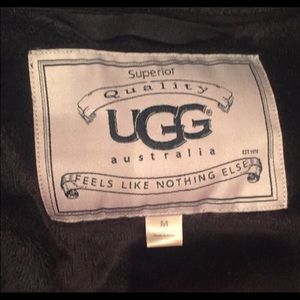 Superior
Quality
UGG
australia
FEELS LIKE NOTHING ELSE
M